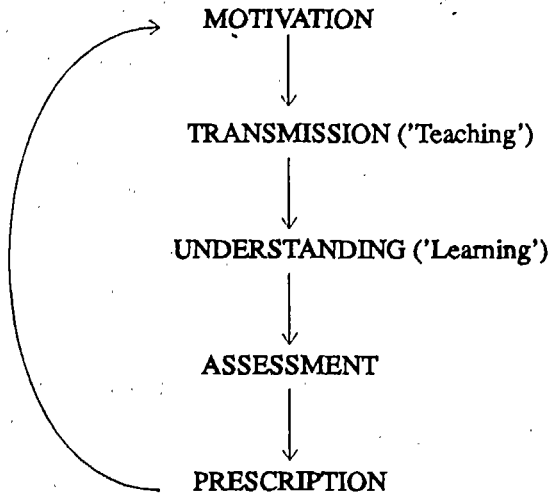 MOTIVATION
TRANSMISSION ('Teaching')
UNDERSTANDING ('Learning')
ASSESSMENT
PRESCRIPTION